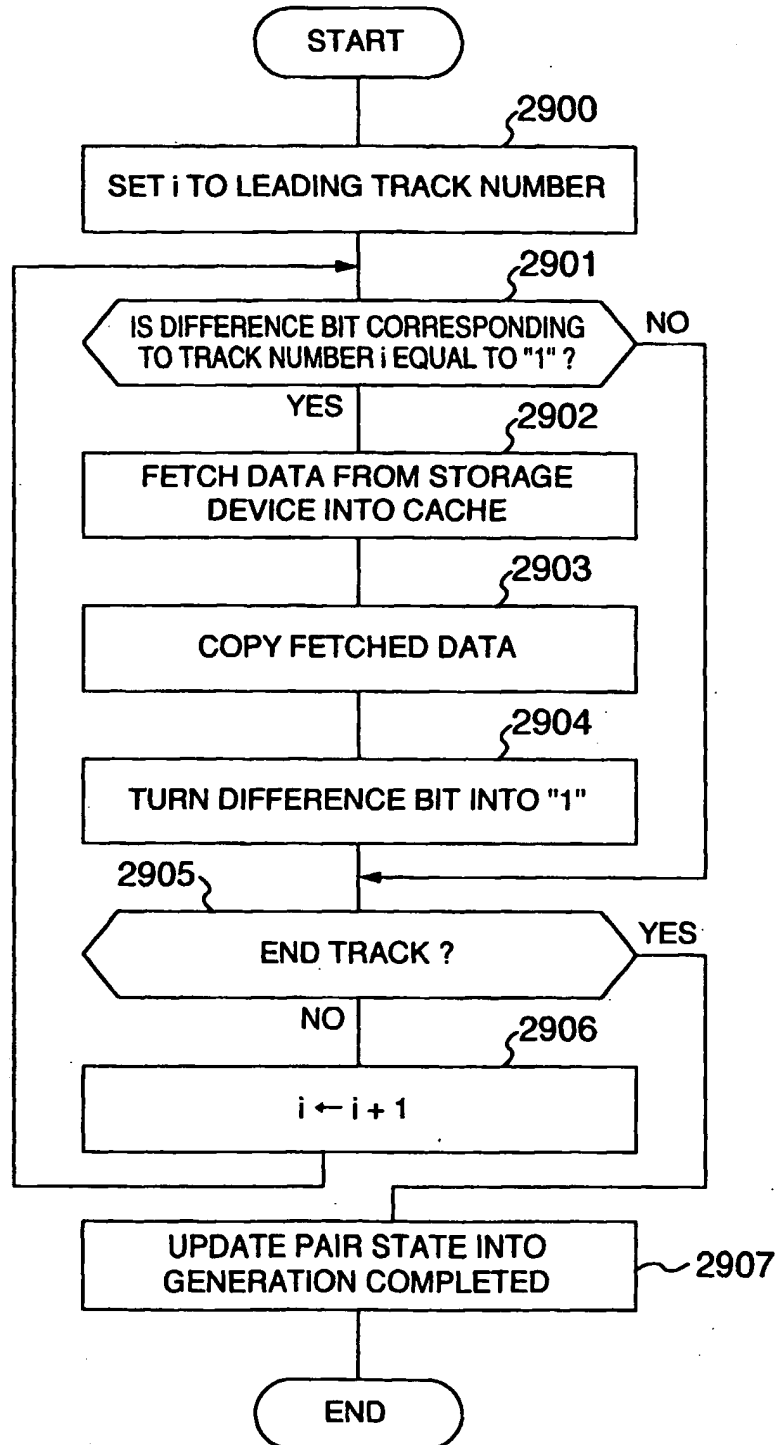 START
2900
SET i TO LEADING TRACK NUMBER
2901
IS DIFFERENCE BIT CORRESPONDING
TO TRACK NUMBER i EQUAL TO "1" ?
NO
YES
2902
FETCH DATA FROM STORAGE
DEVICE INTO CACHE
2903
COPY FETCHED DATA
2904
TURN DIFFERENCE BIT INTO "1"
2905
END TRACK ?
YES
NO
2906
i ← i + 1
UPDATE PAIR STATE INTO
GENERATION COMPLETED
2907
END